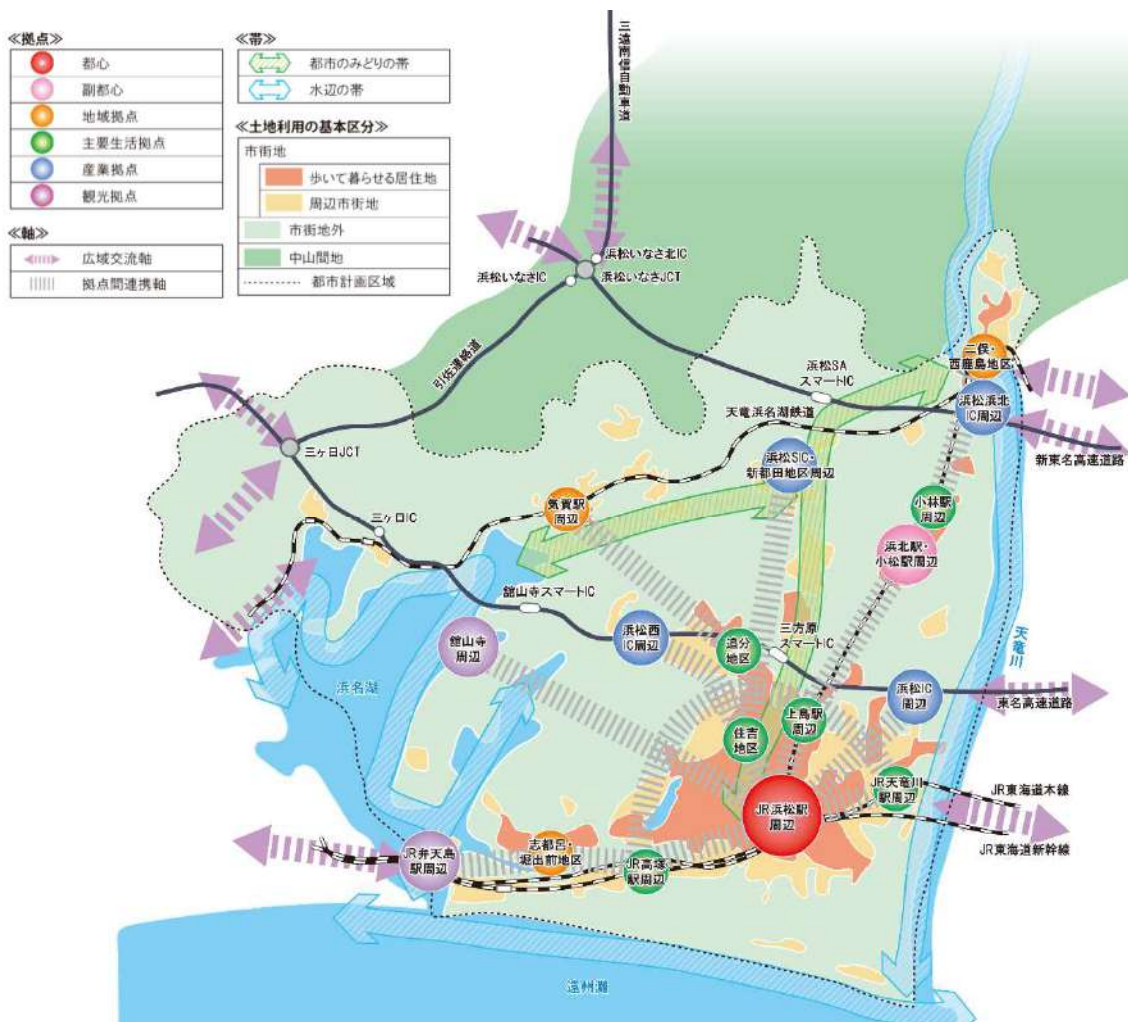 ≪拠点≫
都心
副都心
地域拠点
主要生活拠点
産業拠点
観光拠点
≪軸≫
広域交流軸
拠点間連携軸
≪帯≫
都市のみどりの帯
水辺の帯
≪土地利用の基本区分≫
市街地
歩いて暮らせる居住地
周辺市街地
市街地外
中山間地
都市計画区域
三遠南信自動車道
浜松いなさ北IC
浜松いなさIC
浜松いなさJCT
引佐連絡道
浜松SA
スマートIC
二俣・
西鹿島地区
天竜浜名湖鉄道
浜松浜北
IC周辺
新東名高速道路
三ヶ日JCT
浜松SIC・
新都田地区周辺
気賀駅
周辺
小林駅
周辺
三ヶ日IC
浜北駅・
小松駅周辺
舘山寺スマートIC
舘山寺
周辺
浜松西
IC周辺
追分
地区
三方原
スマートIC
天竜川
浜名湖
浜松IC
周辺
東名高速道路
上島駅
周辺
住吉
地区
JR天竜川
駅周辺
JR東海道本線
JR浜松駅
周辺
JR東海道新幹線
JR弁天島
駅周辺
志都呂・
堀出前地区
JR高塚
駅周辺
遠州灘